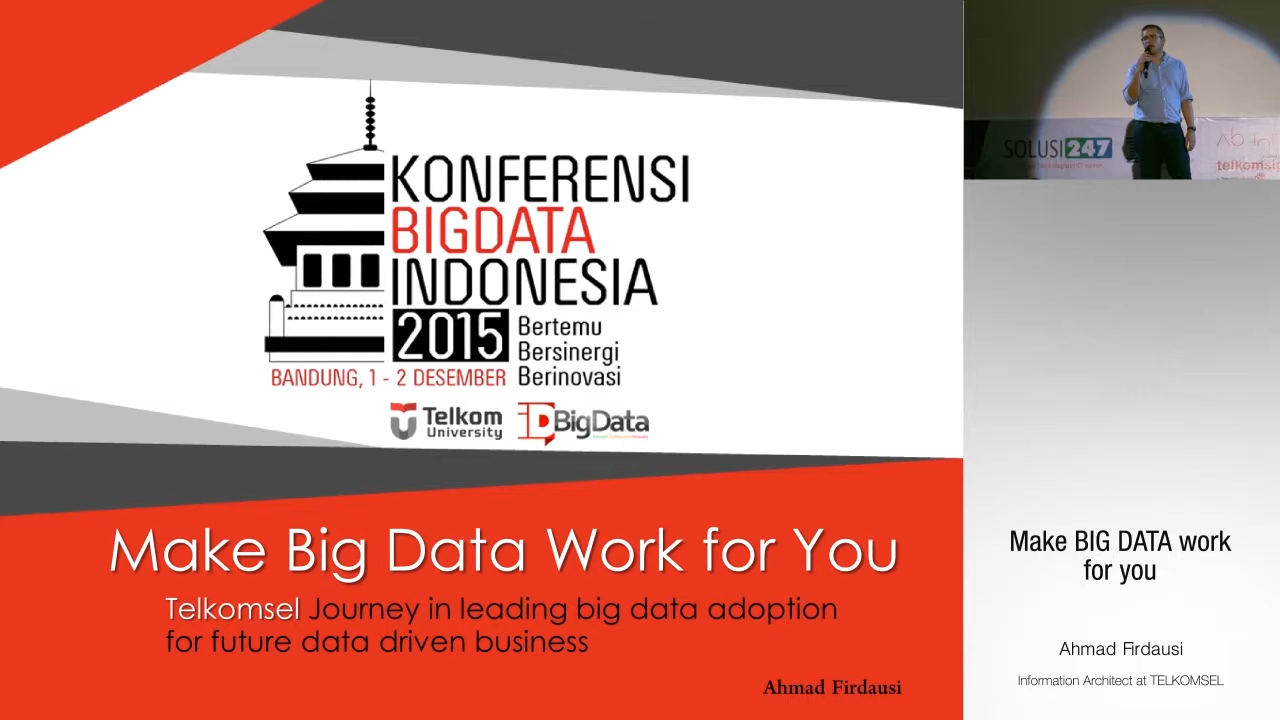 KONFERENSI
BIGDATA
INDONESIA
2015
Bertemu
Bersinergi
Berinovasi
BANDUNG, 1 - 2 DESEMBER
Telkom
University
BigData
Make Big Data Work for You
Telkomsel Journey in leading big data adoption
for future data driven business
Ahmad Firdausi
SOLUSI247
telkomsig
Make BIG DATA work
for you
Ahmad Firdausi
Information Architect at TELKOMSEL